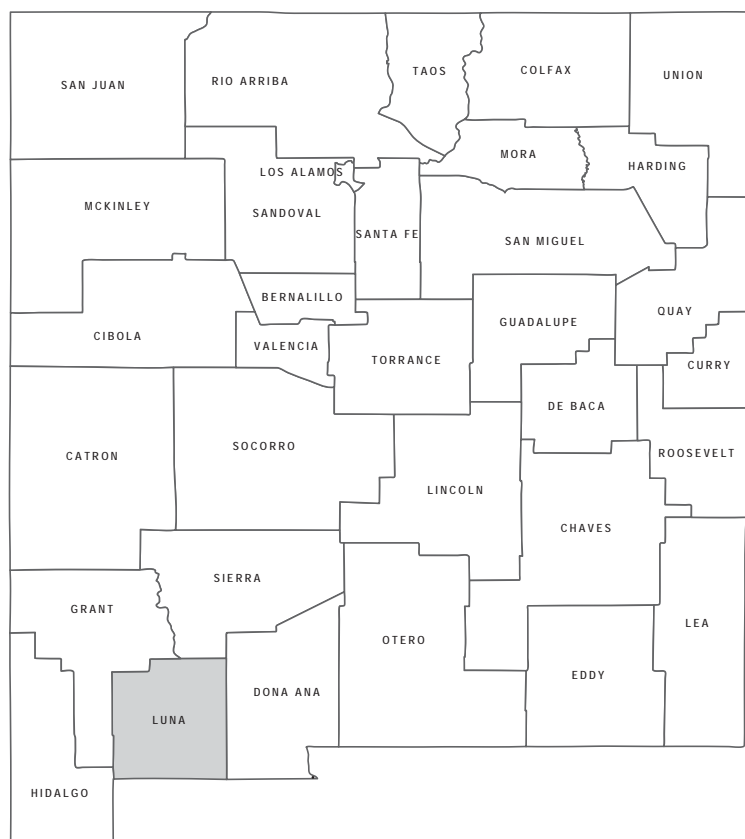 TAOS
COLFAX
UNION
SAN JUAN
RIO ARRIBA
MORA
HARDING
LOS ALAMOS
MCKINLEY
SANDOVAL
SANTA FE
SAN MIGUEL
BERNALILLO
QUAY
GUADALUPE
CIBOLA
VALENCIA
TORRANCE
CURRY
DE BACA
SOCORRO
ROOSEVELT
CATRON
LINCOLN
CHAVES
SIERRA
GRANT
LEA
OTERO
EDDY
DONA ANA
LUNA
HIDALGO